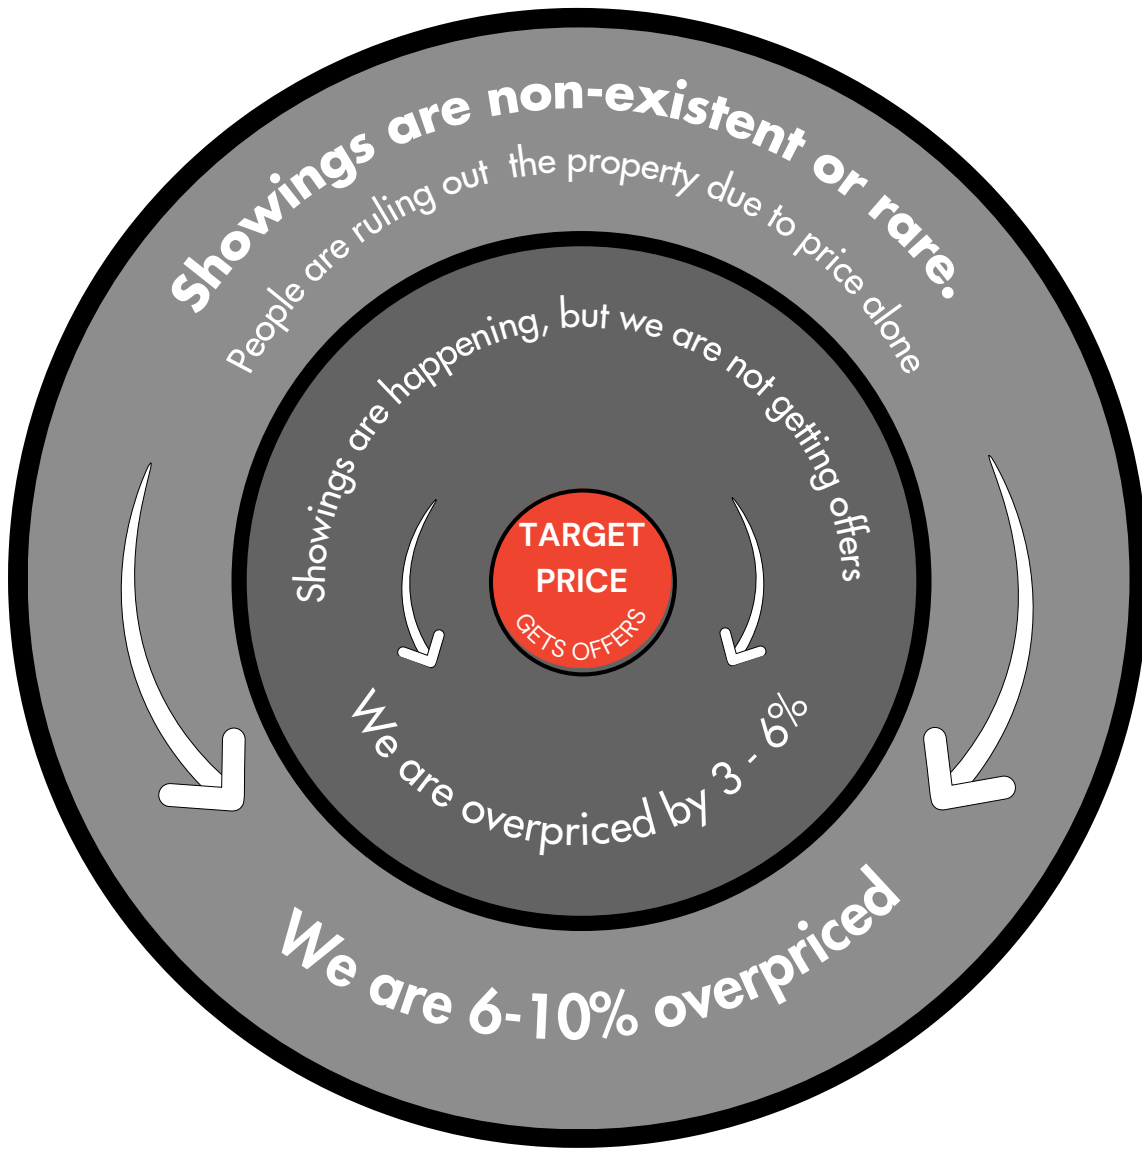 Showings are non-existent or rare.
People are ruling out the property due to price alone
Showings are happening, but we are not getting offers
TARGET
PRICE
GETS OFFERS
We are overpriced by 3 - 6%
We are 6-10% overpriced